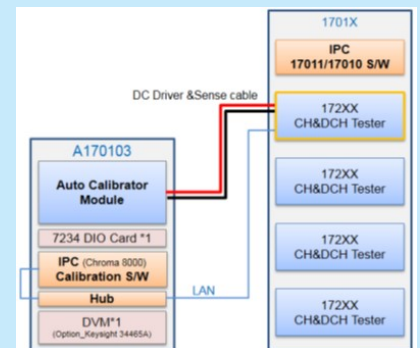 1701X
IPC
17011/17010 S/W
DC Driver &Sense cable
172XX
CH&DCH Tester
A170103
Auto Calibrator
Module
172XX
CH&DCH Tester
7234 DIO Card *1
172XX
CH&DCH Tester
IPC (Chroma 8000)
Calibration S/W
Hub
LAN
172XX
CH&DCH Tester
DVM*1
(Option_Keysight 34465A)